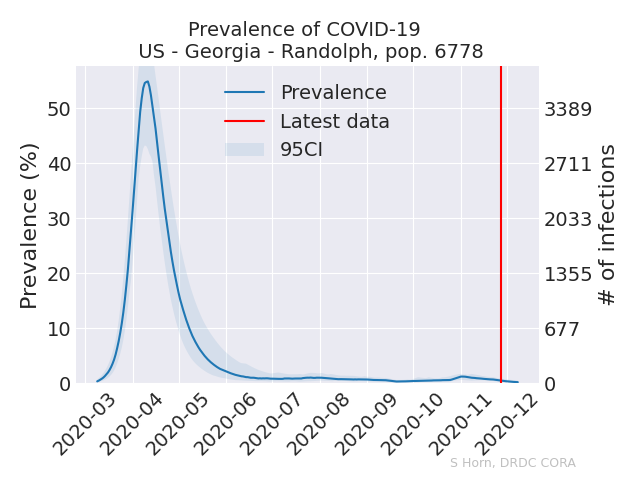 Prevalence of COVID-19
US - Georgia - Randolph, pop. 6778
Prevalence
Latest data
95CI
Prevalence (%)
50
40
30
20
10
0
3389
2711
2033
1355
677
0
# of infections
2020-03
2020-04
2020-05
2020-06
2020-07
2020-08
2020-09
2020-10
2020-11
2020-12
S Horn, DRDC CORA